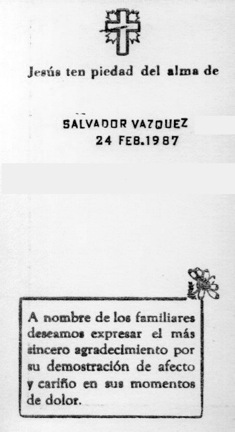 Jesús ten piedad del alma de
SALVADOR VAZQUEZ
24 FEB.1987
A nombre de los familiares
deseamos expresar el más
sincero agradecimiento por
su demostración de afecto
y cariño en sus momentos
de dolor.